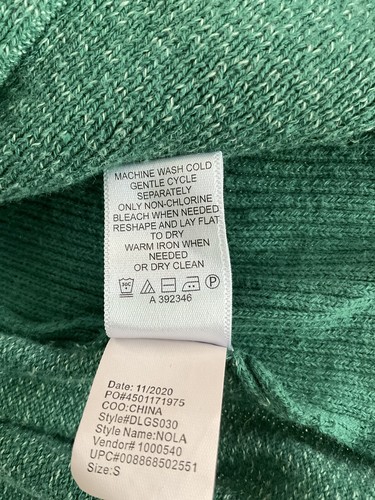 MACHINE WASH COLD
GENTLE CYCLE
SEPARATELY
ONLY NON-CHLORINE
BLEACH WHEN NEEDED
RESHAPE AND LAY FLAT
TO DRY
WARM IRON WHEN
NEEDED
OR DRY CLEAN
30C P
A 392346
Date: 11/2020
PO#4501171975
COO:CHINA
Style#DLGS030
Style Name:NOLA
Vendor# 1000540
UPC#008868502551
Size:S